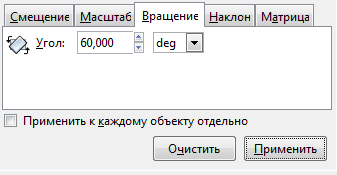 Смещение Масштаб Вращение Наклон Матрица
Угол: 60,000 deg
Применить к каждому объекту отдельно
Очистить Применить